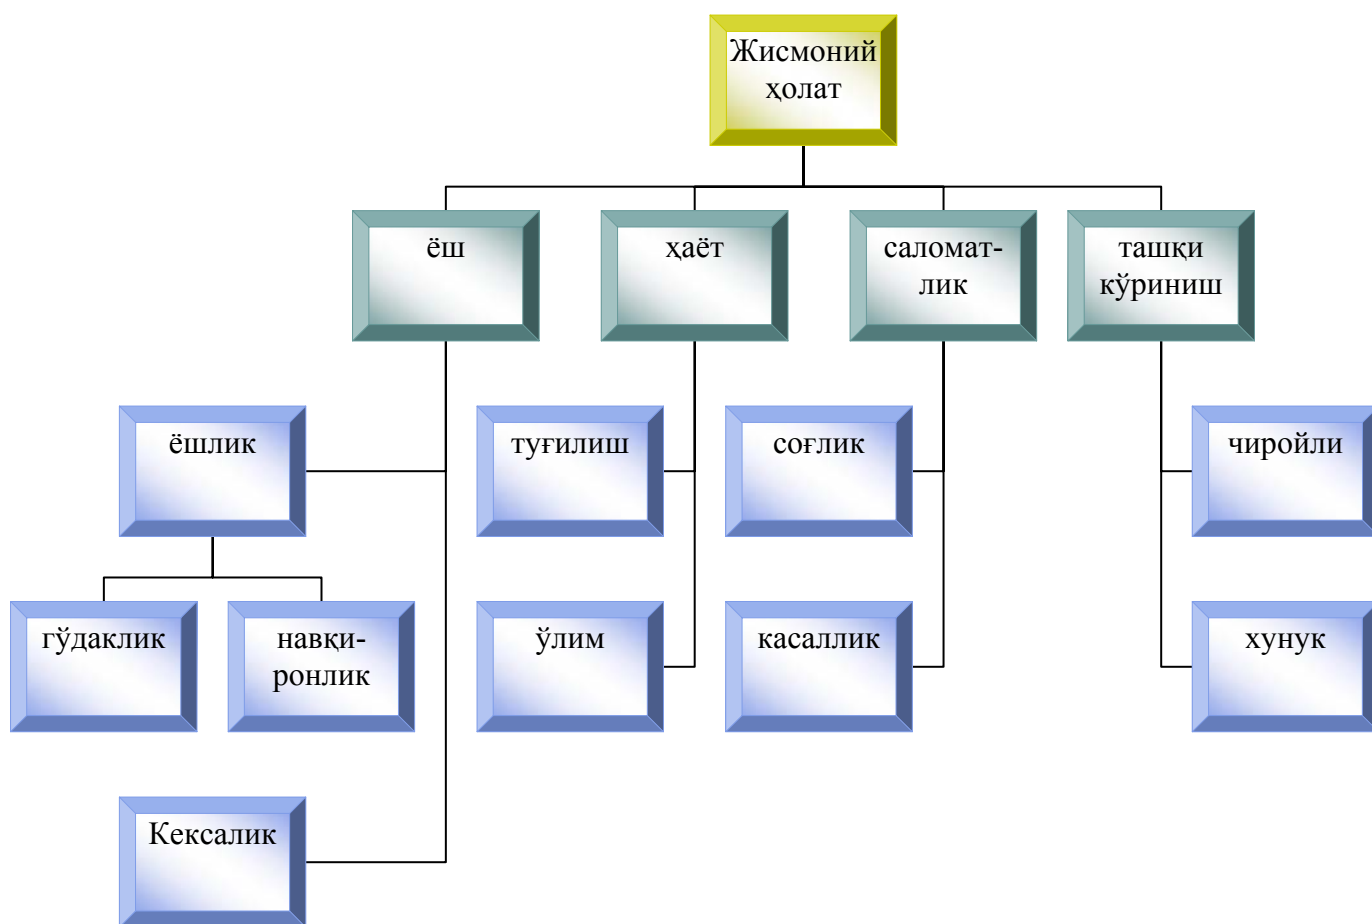 Жисмоний
ҳолат
ёш
ҳаёт
саломат-
лик
ташқи
кўриниш
ёшлик
туғилиш
соғлик
чиройли
гўдаклик
навқи-
ронлик
ўлим
касаллик
хунук
Кексалик